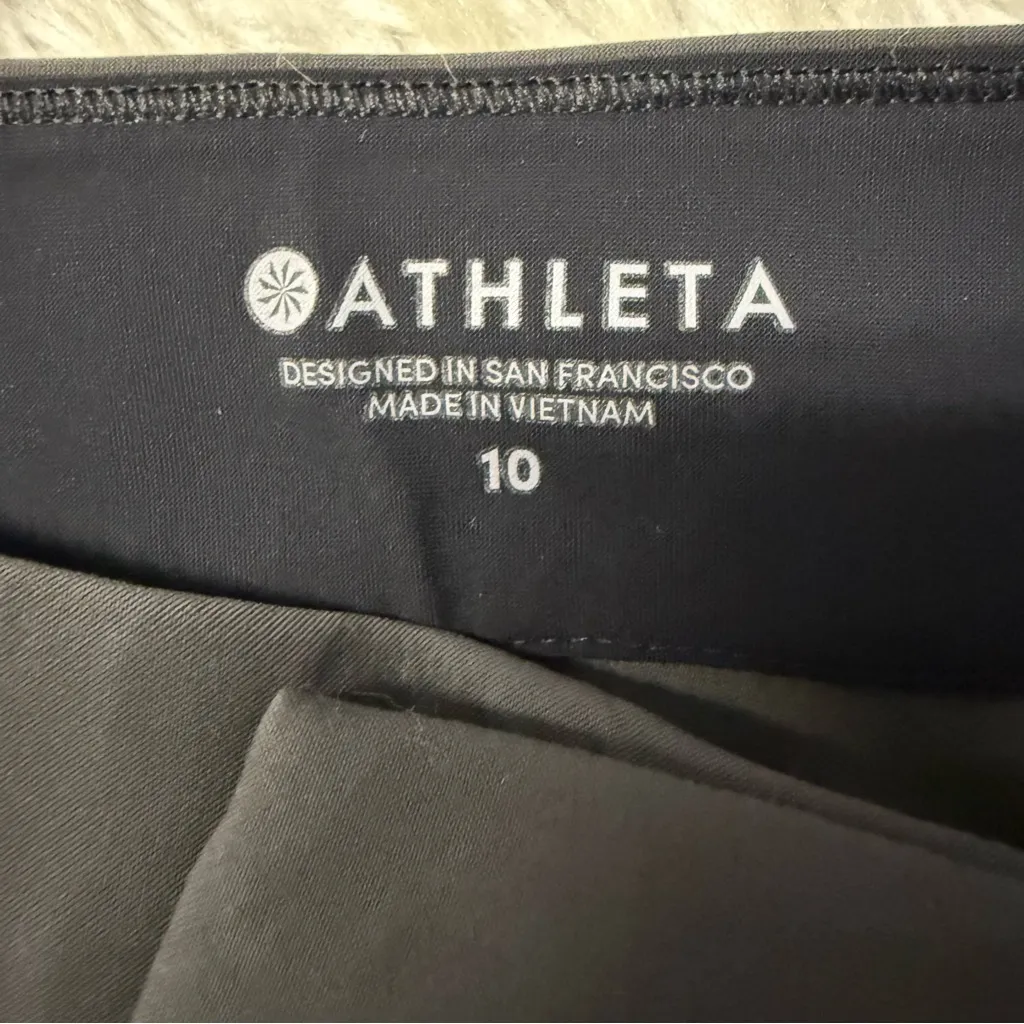 ATHLETA
DESIGNED IN SAN FRANCISCO
MADE IN VIETNAM
10